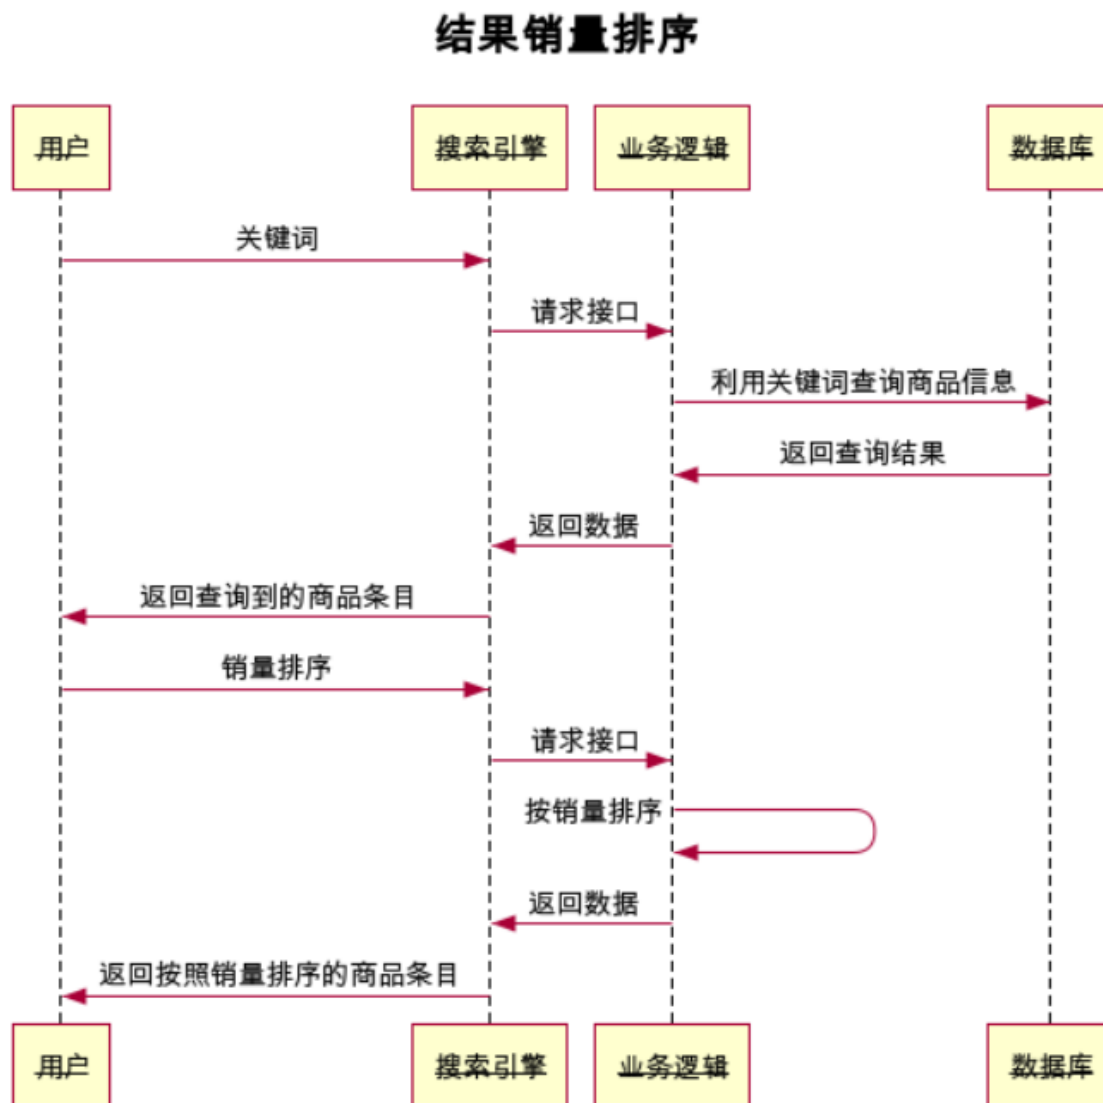 结果销量排序
用户 搜索引擎 业务逻辑 数据库
关键词
请求接口
利用关键词查询商品信息
返回查询结果
返回数据
返回查询到的商品条目
销量排序
请求接口
按销量排序
返回数据
返回按照销量排序的商品条目
用户 搜索引擎 业务逻辑 数据库